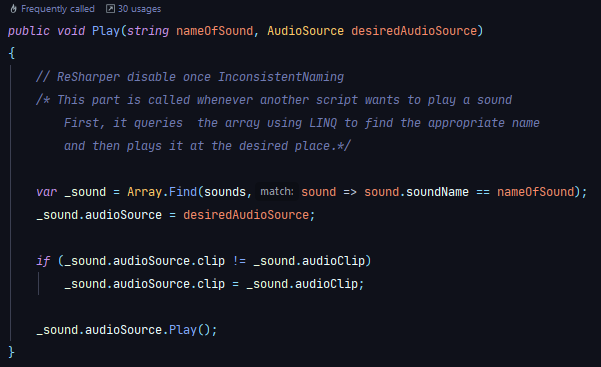 Frequently called 30 usages
public void Play(string nameOfSound, AudioSource desiredAudioSource)
{
// ReSharper disable once InconsistentNaming
/* This part is called whenever another script wants to play a sound
First, it queries  the array using LINQ to find the appropriate name
and then plays it at the desired place.*/
var _sound = Array.Find(sounds, match: sound => sound.soundName == nameOfSound);
_sound.audioSource = desiredAudioSource;
if (_sound.audioSource.clip != _sound.audioClip)
_sound.audioSource.clip = _sound.audioClip;
_sound.audioSource.Play();
}